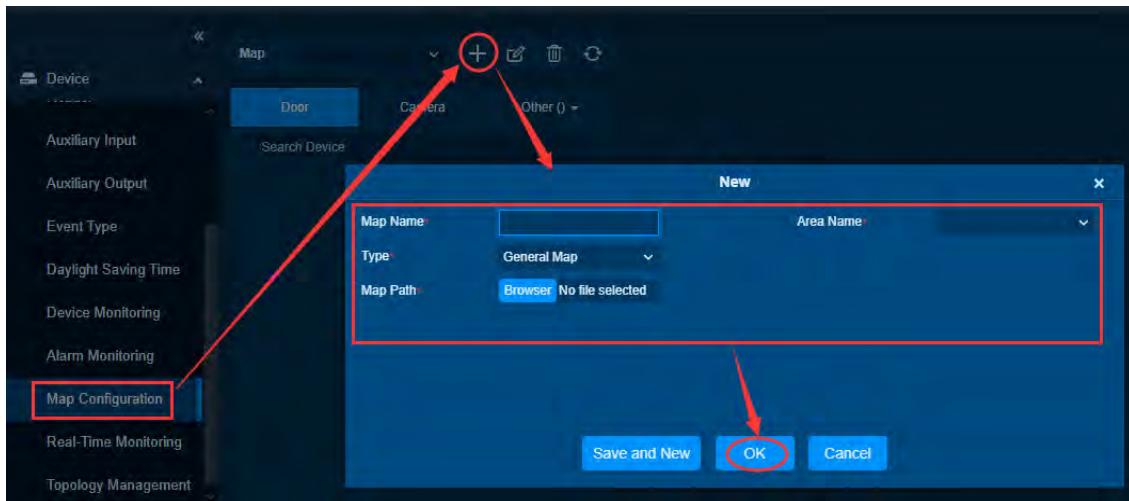 «
Map
Device
Door
Camera
Other ()
Auxiliary Input
Search Device
Auxiliary Output
New
×
Map Name*
Area Name*
Event Type
Type*
General Map
Daylight Saving Time
Map Path*
Browser No file selected
Device Monitoring
Alarm Monitoring
Map Configuration
Real-Time Monitoring
Save and New
OK
Cancel
Topology Management